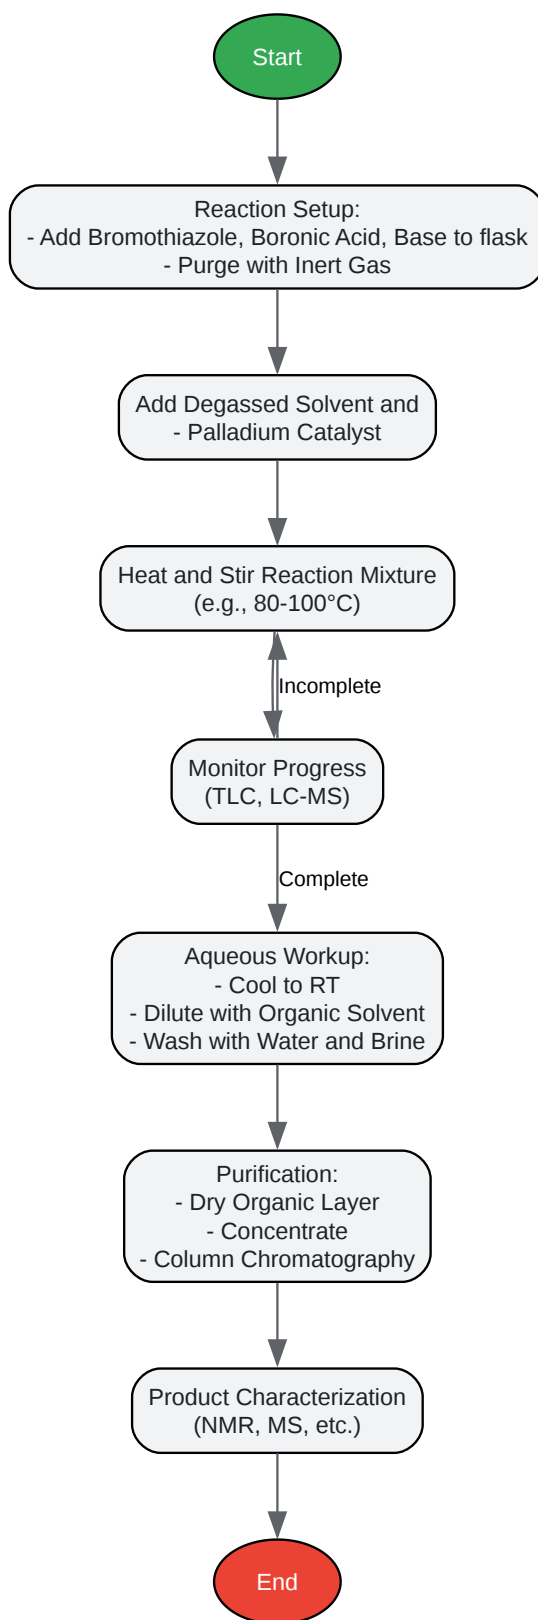 Start
Reaction Setup:
- Add Bromothiazole, Boronic Acid, Base to flask
- Purge with Inert Gas
Add Degassed Solvent and
- Palladium Catalyst
Heat and Stir Reaction Mixture
(e.g., 80-100°C)
Incomplete
Monitor Progress
(TLC, LC-MS)
Complete
Aqueous Workup:
- Cool to RT
- Dilute with Organic Solvent
- Wash with Water and Brine
Purification:
- Dry Organic Layer
- Concentrate
- Column Chromatography
Product Characterization
(NMR, MS, etc.)
End